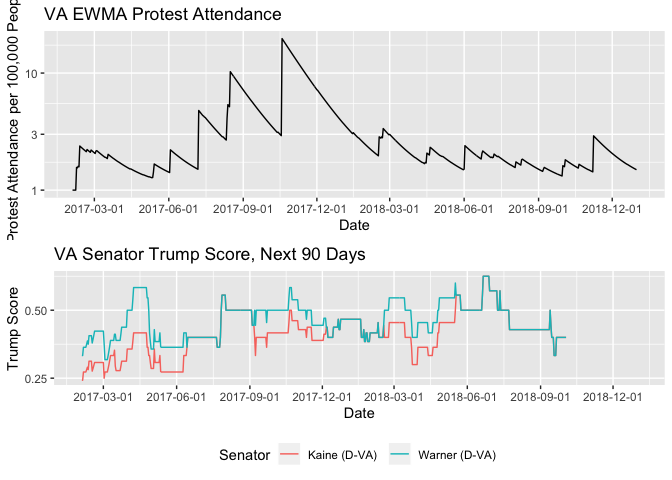 VA EWMA Protest Attendance
Protest Attendance per 100,000 Peop
10
3
1
2017-03-01 2017-06-01 2017-09-01 2017-12-01 2018-03-01 2018-06-01 2018-09-01 2018-12-01
Date
VA Senator Trump Score, Next 90 Days
Trump Score
0.50
0.25
2017-03-01 2017-06-01 2017-09-01 2017-12-01 2018-03-01 2018-06-01 2018-09-01 2018-12-01
Date
Senator Kaine (D-VA) Warner (D-VA)